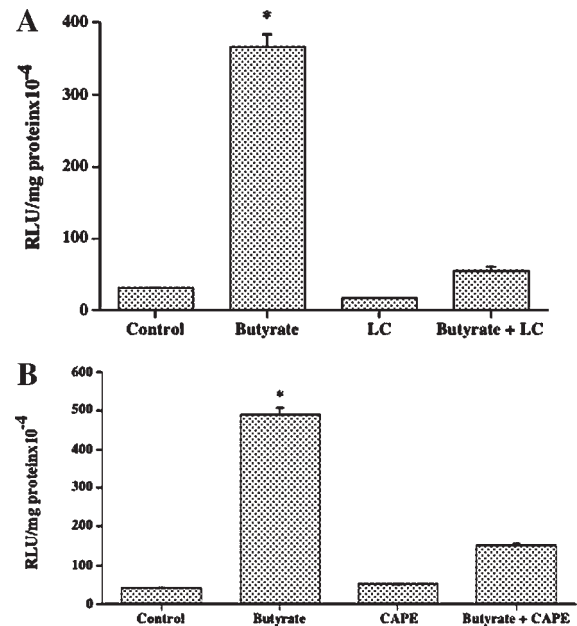 A
RLU/mg proteinx10-4
400
300
200
100
0
*
Control Butyrate LC Butyrate + LC
B
RLU/mg proteinx10-4
600
500
400
300
200
100
0
*
Control Butyrate CAPE Butyrate + CAPE